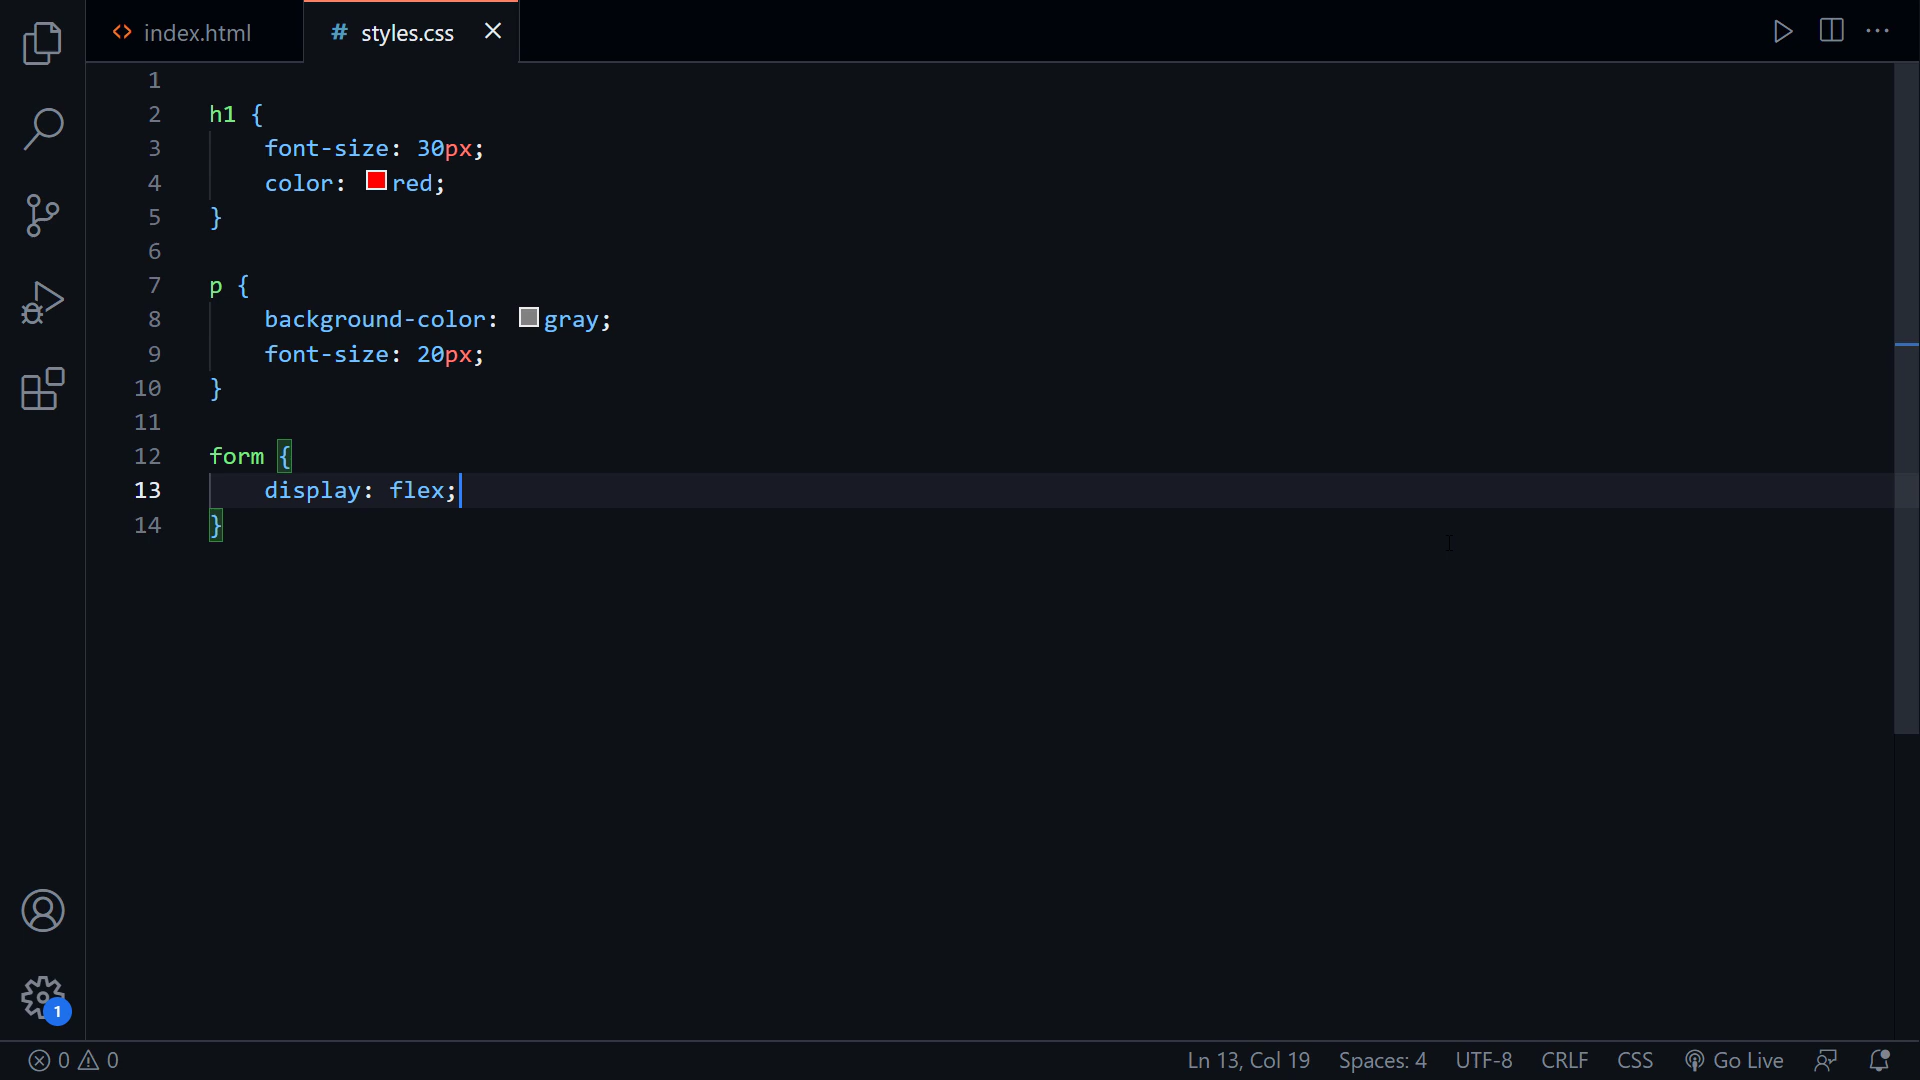 <> index.html # styles.css
1
2 h1 {
3 font-size: 30px;
4 color: red;
5 }
6
7 p {
8 background-color: gray;
9 font-size: 20px;
10 }
11
12 form {
13 display: flex;
14 }
1
0 0 Ln 13, Col 19 Spaces: 4 UTF-8 CRLF CSS Go Live